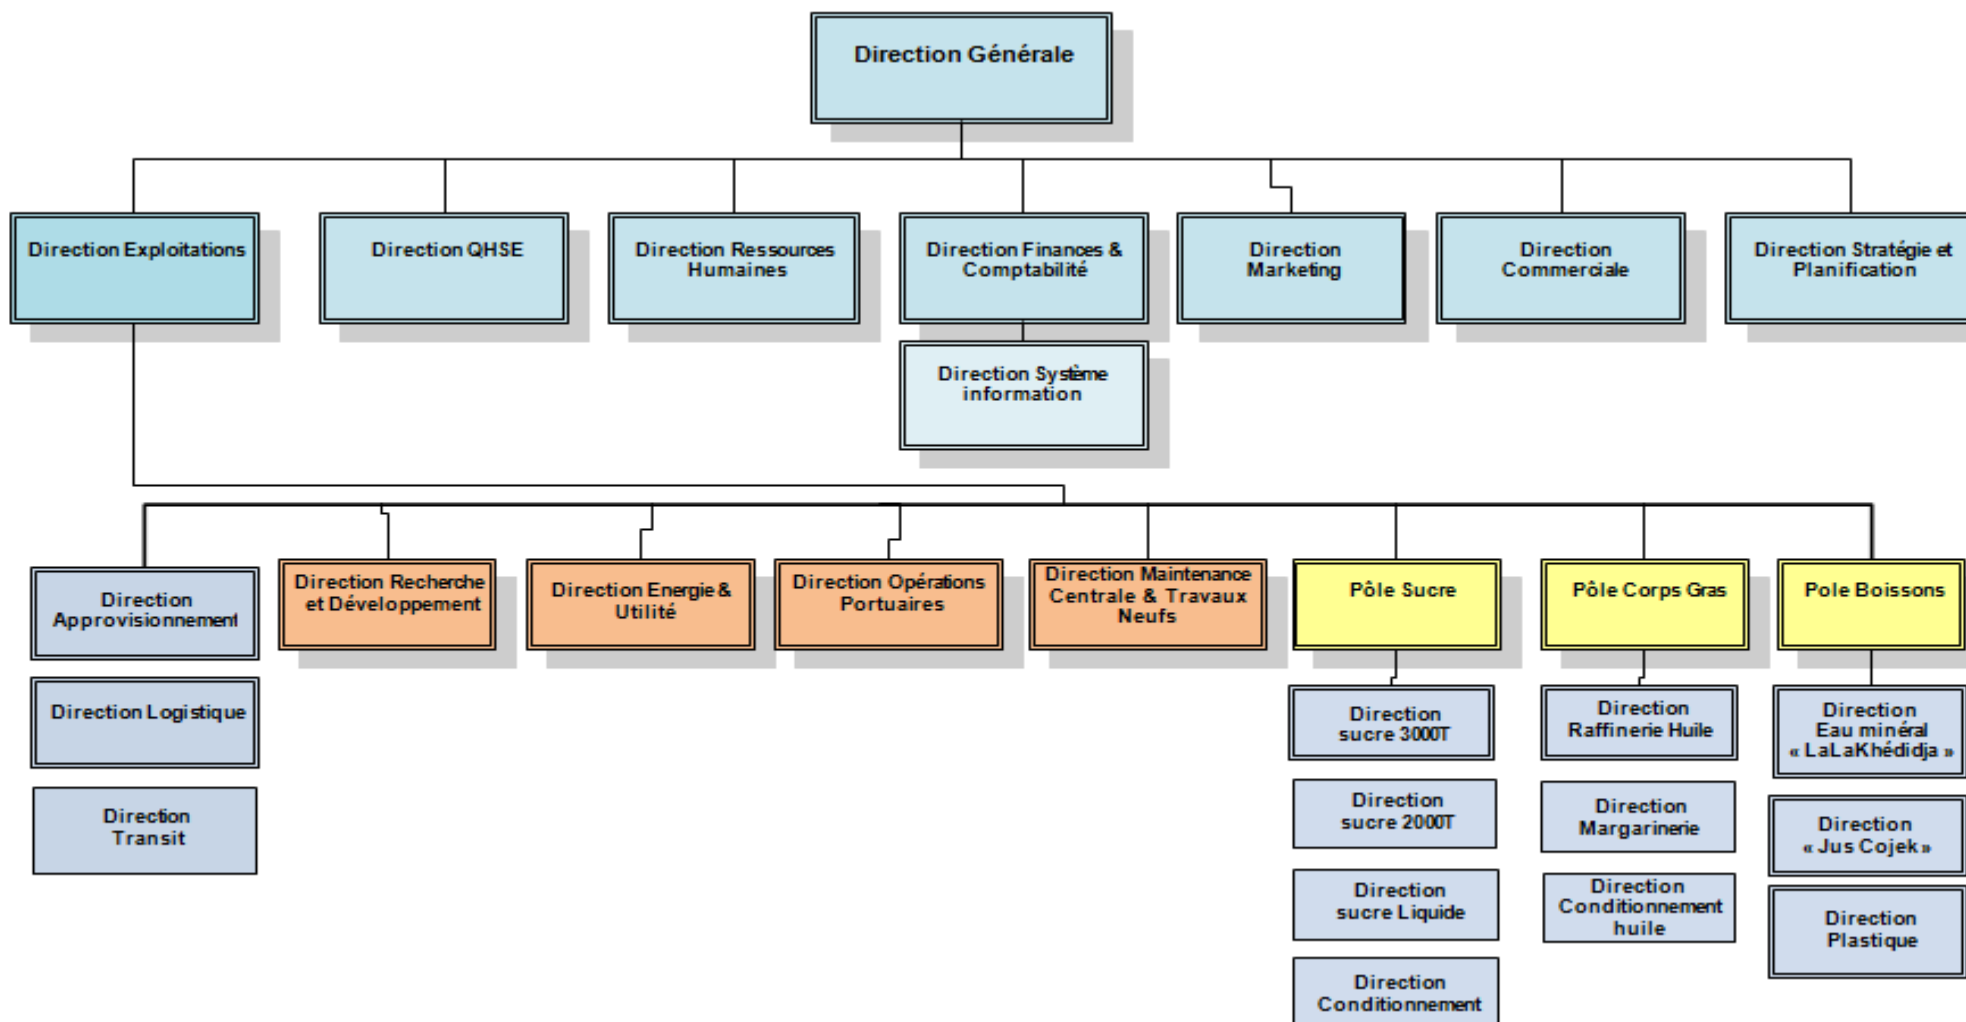 Direction Générale
Direction Exploitations
Direction QHSE
Direction Ressources
Humaines
Direction Finances &
Comptabilité
Direction
Marketing
Direction
Commerciale
Direction Stratégie et
Planification
Direction Système
information
Direction
Approvisionnement
Direction Recherche
et Développement
Direction Energie &
Utilité
Direction Opérations
Portuaires
Direction Maintenance
Centrale & Travaux
Neufs
Pôle Sucre
Pôle Corps Gras
Pole Boissons
Direction Logistique
Direction
Transit
Direction
sucre 3000T
Direction
sucre 2000T
Direction
sucre Liquide
Direction
Conditionnement
Direction
Raffinerie Huile
Direction
Margarinerie
Direction
Conditionnement
huile
Direction
Eau minéral
« LaLaKhédidja »
Direction
« Jus Cojek »
Direction
Plastique